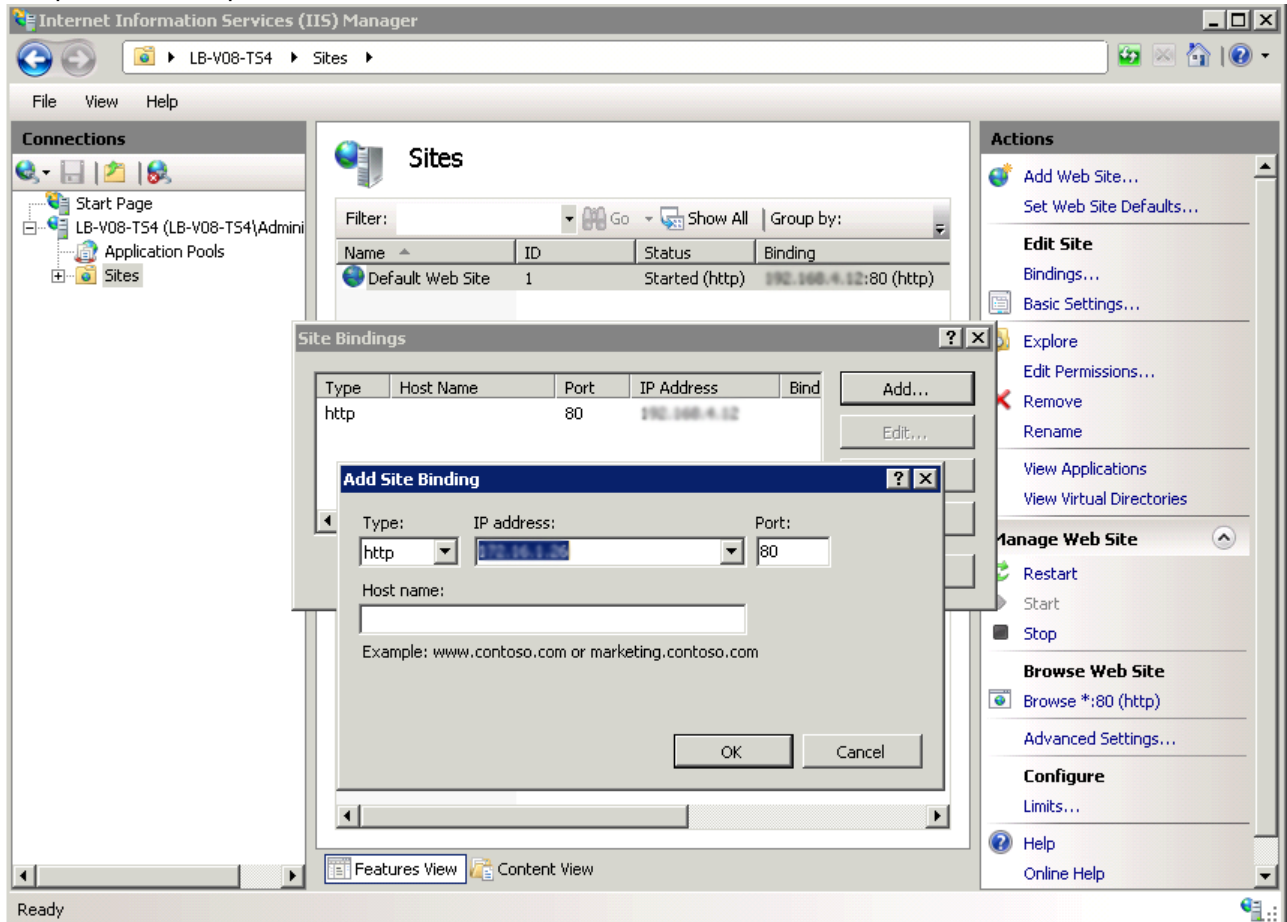 Internet Information Services (IIS) Manager
LB-V08-TS4 Sites
File View Help
Connections
Start Page
LB-V08-TS4 (LB-V08-TS4\Admini
Application Pools
Sites
Sites
Filter: Go Show All Group by:
Name ID Status Binding
Default Web Site 1 Started (http) :80 (http)
Site Bindings
Type Host Name Port IP Address Bind
http 80
Add...
Edit...
Add Site Binding
Type: IP address: Port:
http 80
Host name:
Example: www.contoso.com or marketing.contoso.com
OK Cancel
Features View Content View
Actions
Add Web Site...
Set Web Site Defaults...
Edit Site
Bindings...
Basic Settings...
Explore
Edit Permissions...
Remove
Rename
View Applications
View Virtual Directories
Manage Web Site
Restart
Start
Stop
Browse Web Site
Browse *:80 (http)
Advanced Settings...
Configure
Limits...
Help
Online Help
Ready